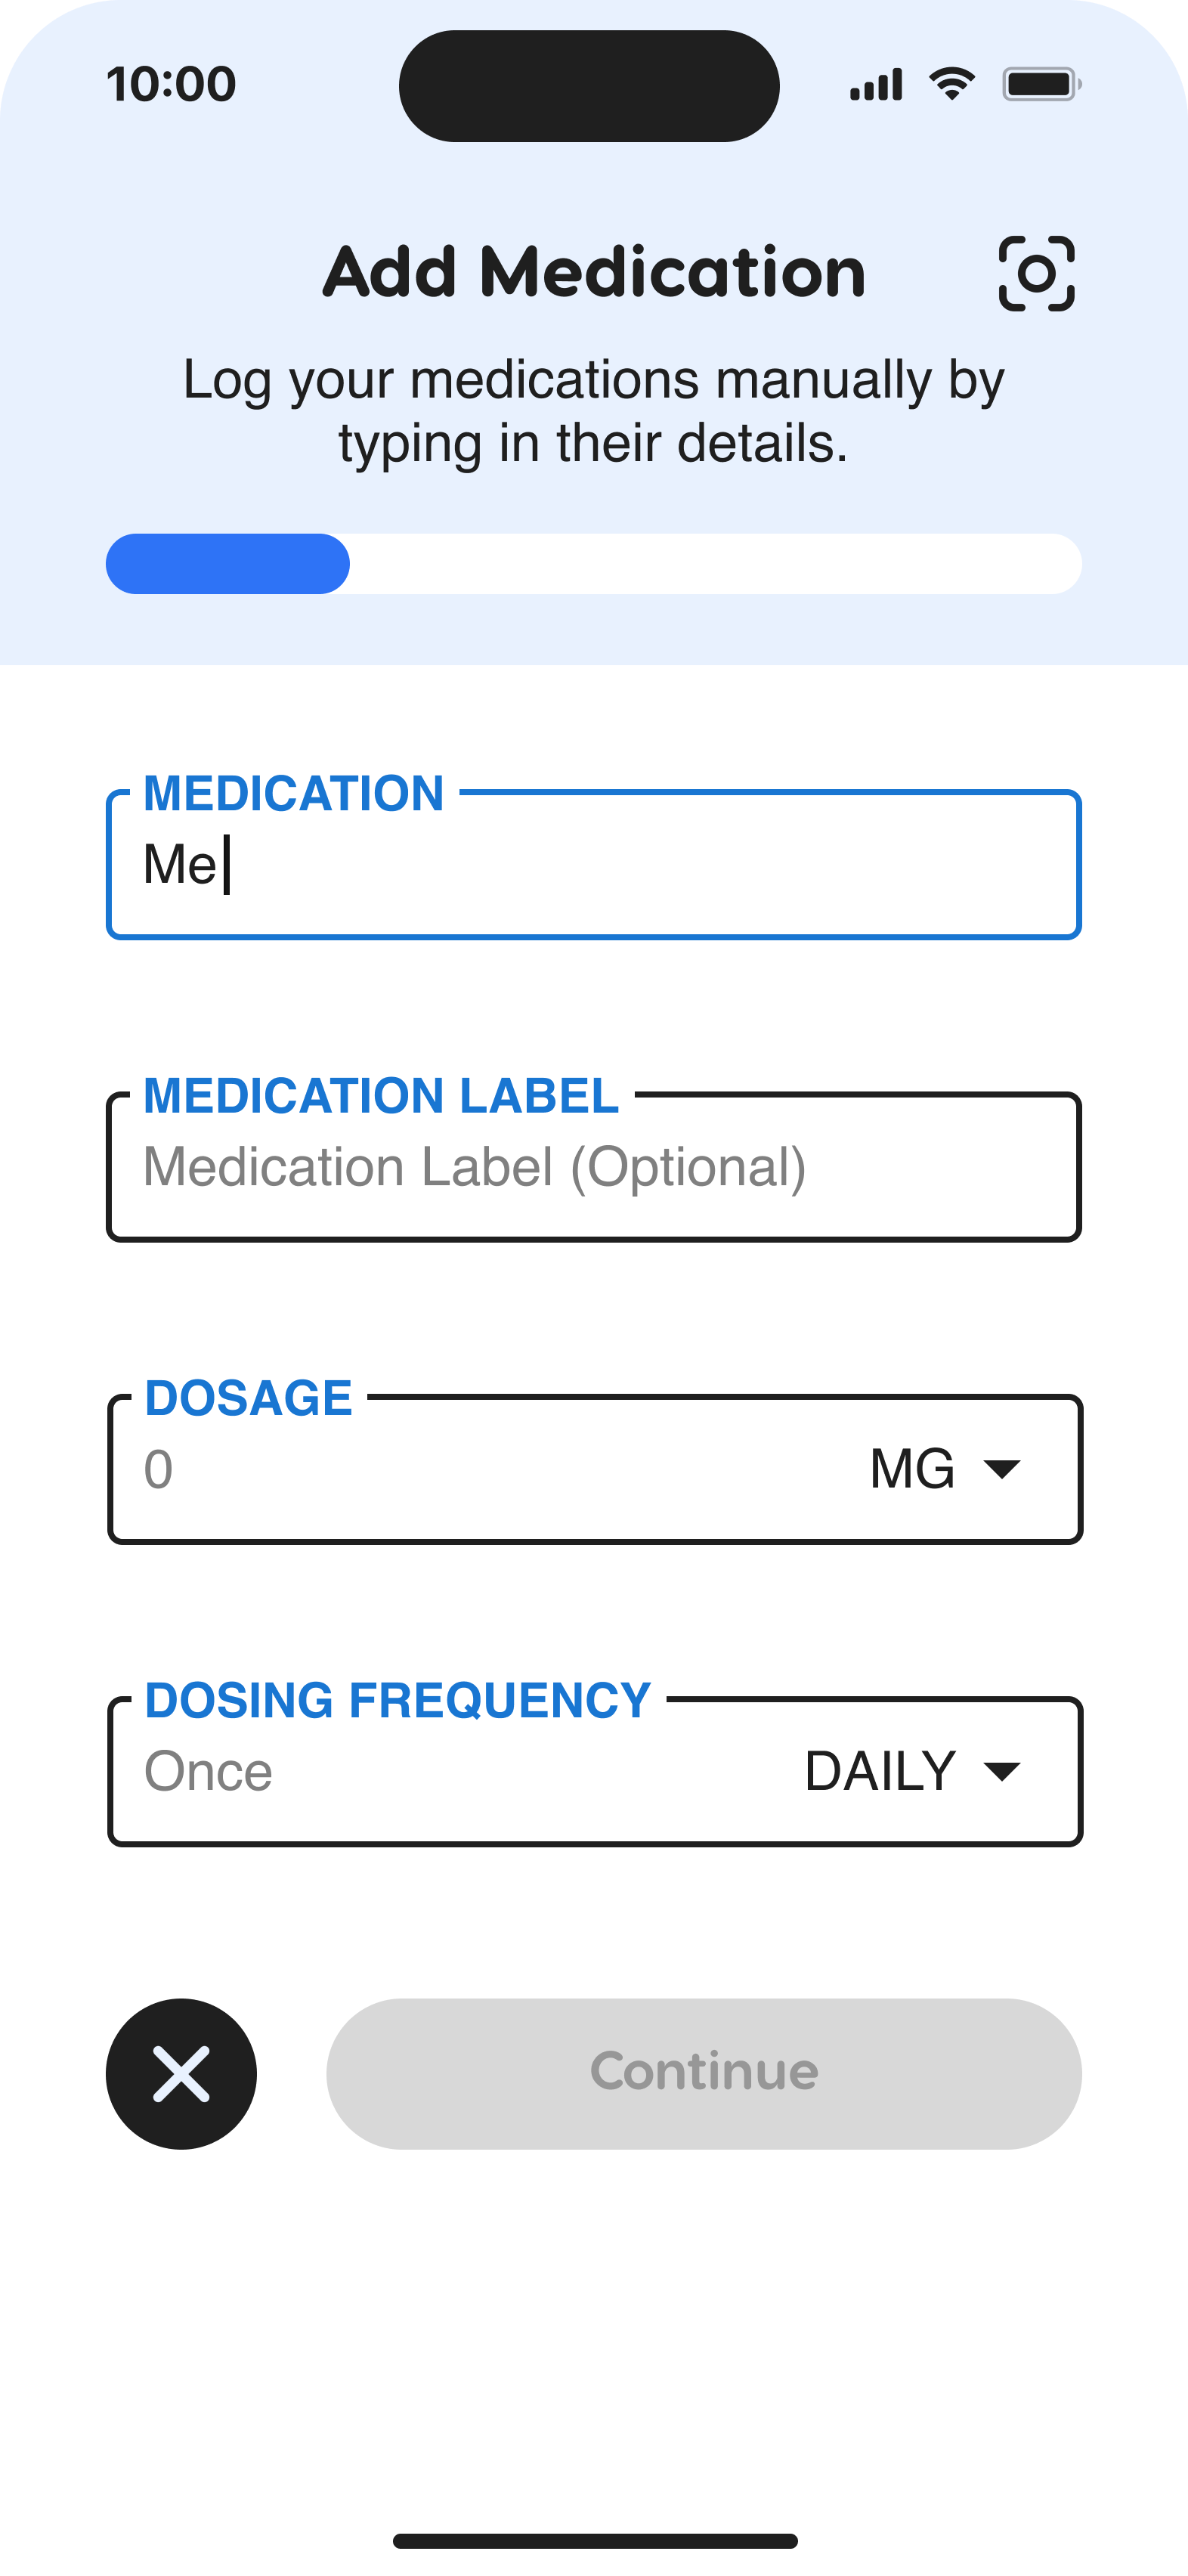 10:00
Add Medication
Log your medications manually by
typing in their details.
MEDICATION
Me
MEDICATION LABEL
Medication Label (Optional)
DOSAGE
0 MG
DOSING FREQUENCY
Once DAILY
Continue